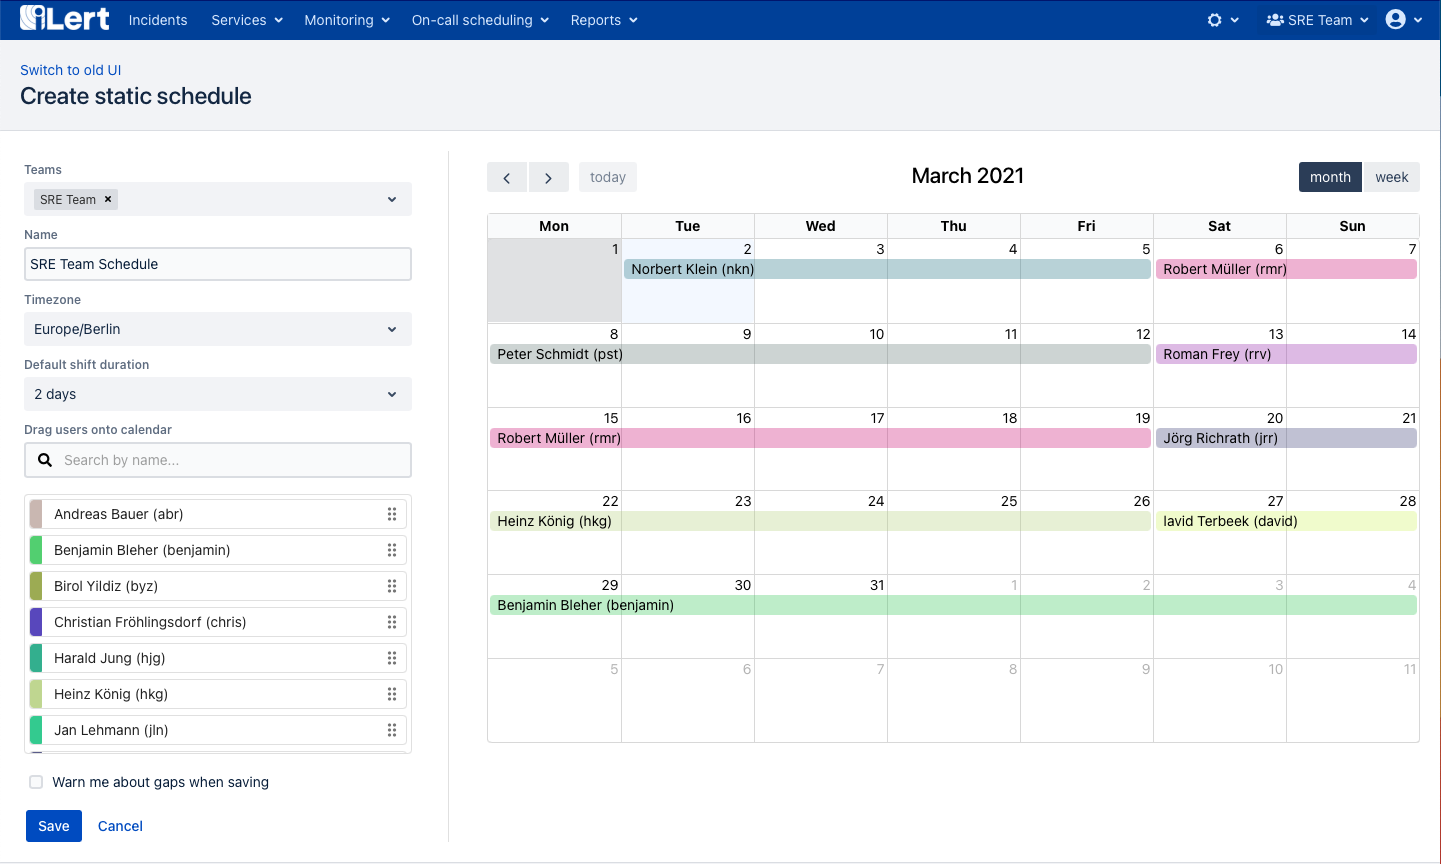 iLert Incidents Services Monitoring On-call scheduling Reports SRE Team
Switch to old UI
Create static schedule
Teams
SRE Team ×
Name
SRE Team Schedule
Timezone
Europe/Berlin
Default shift duration
2 days
Drag users onto calendar
Search by name...
Andreas Bauer (abr)
Benjamin Bleher (benjamin)
Birol Yildiz (byz)
Christian Fröhlingsdorf (chris)
Harald Jung (hjg)
Heinz König (hkg)
Jan Lehmann (jln)
Warn me about gaps when saving
Save Cancel
today March 2021 month week
Mon Tue Wed Thu Fri Sat Sun
1 2 3 4 5 6 7
Norbert Klein (nkn) Robert Müller (rmr)
8 9 10 11 12 13 14
Peter Schmidt (pst) Roman Frey (rrv)
15 16 17 18 19 20 21
Robert Müller (rmr) Jörg Richrath (jrr)
22 23 24 25 26 27 28
Heinz König (hkg) Iavid Terbeek (david)
29 30 31 1 2 3 4
Benjamin Bleher (benjamin)
5 6 7 8 9 10 11